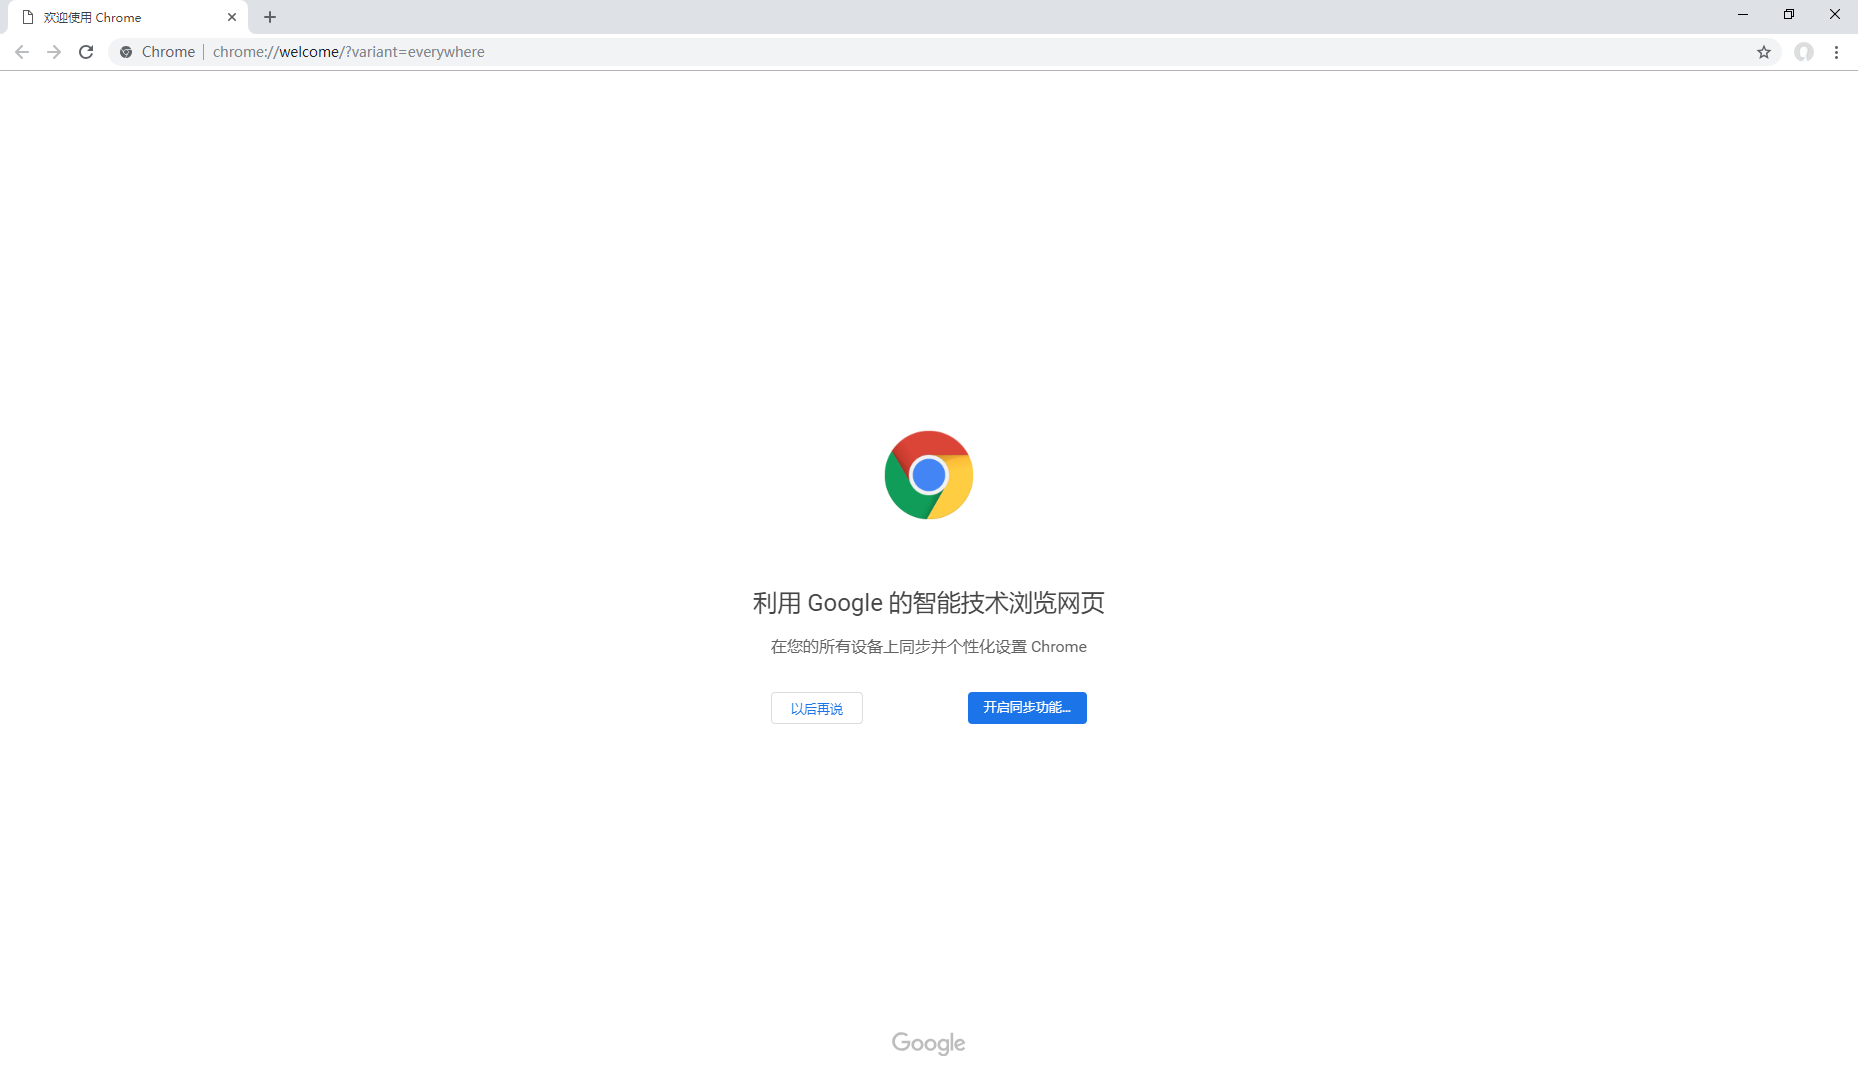 欢迎使用 Chrome
Chrome chrome://welcome/?variant=everywhere
利用 Google 的智能技术浏览网页
在您的所有设备上同步并个性化设置 Chrome
以后再说
开启同步功能...
Google